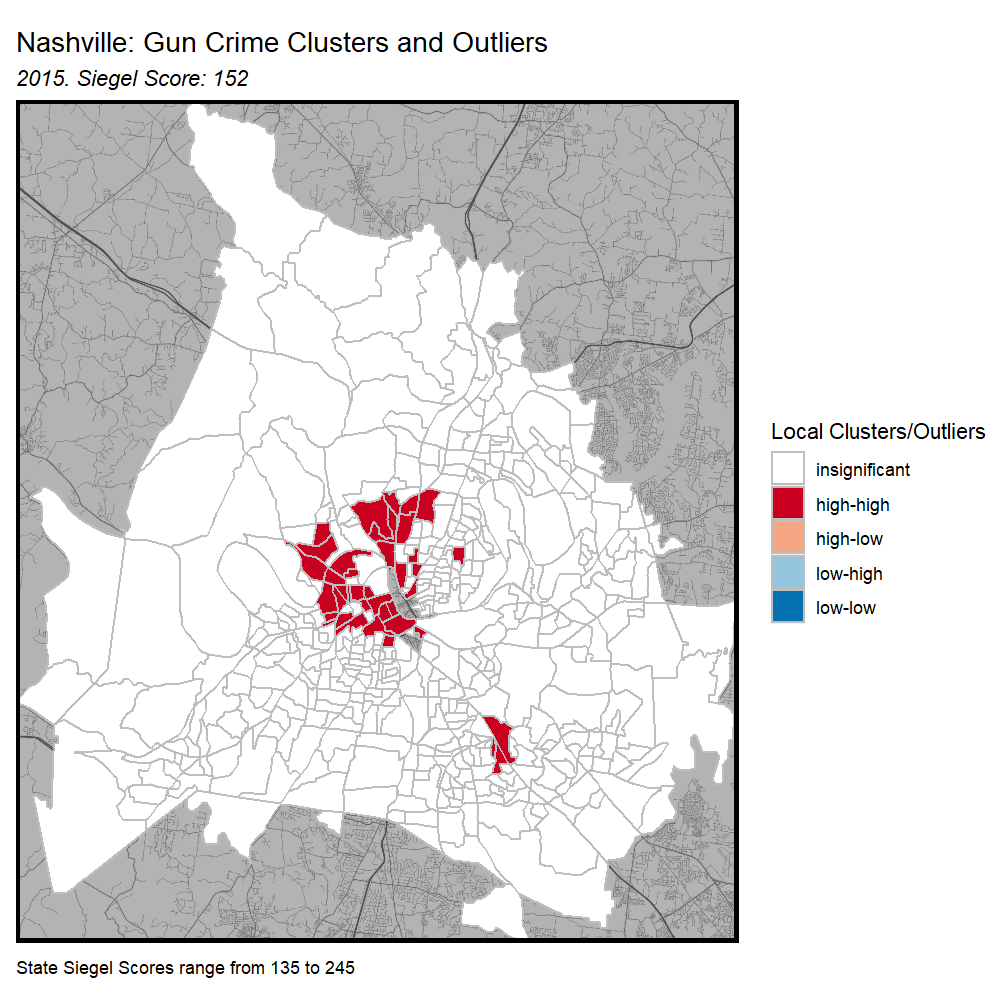 Nashville: Gun Crime Clusters and Outliers
2015. Siegel Score: 152
Local Clusters/Outliers
insignificant
high-high
high-low
low-high
low-low
State Siegel Scores range from 135 to 245